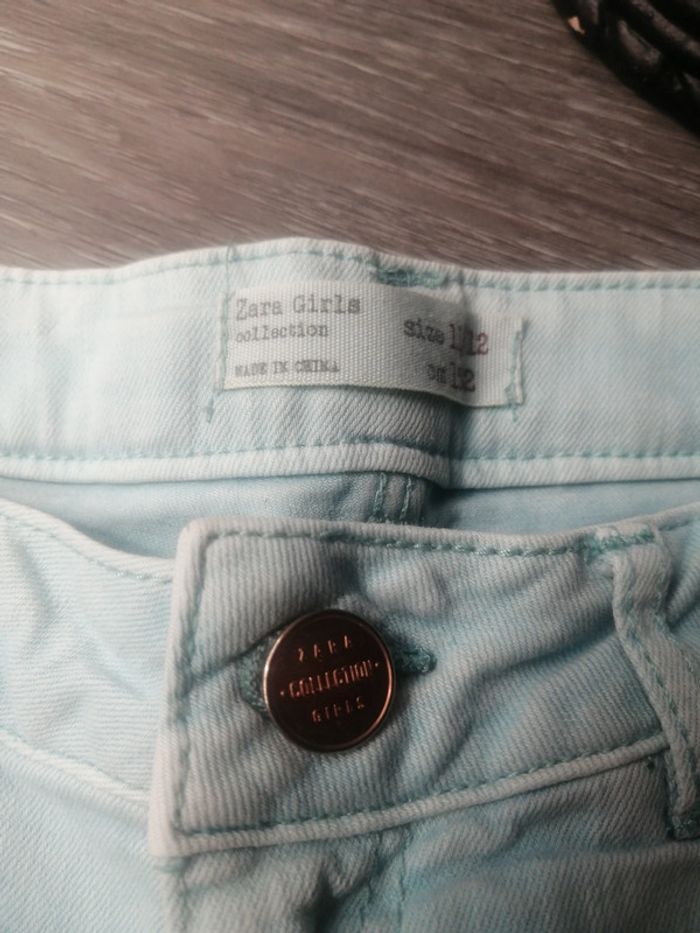 Zara Girls
collection
MADE IN CHINA
size 11/12
cm 152
ZARA
·COLLECTION·
GIRLS